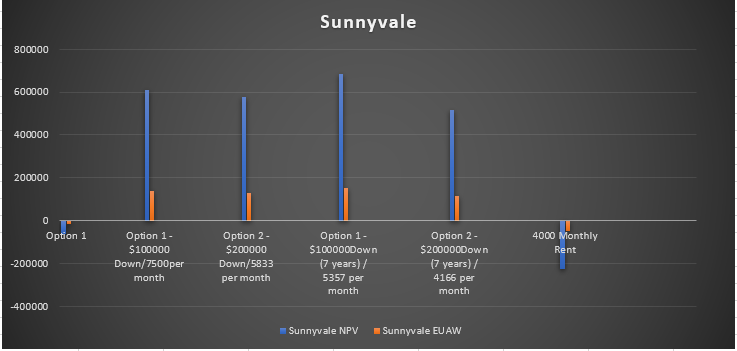 Sunnyvale
800000
600000
400000
200000
0
-200000
-400000
Option 1
Option 1 -
$100000
Down/7500per
month
Option 2 -
$200000
Down/5833
per month
Option 1 -
$100000Down
(7 years) /
5357 per
month
Option 2 -
$200000Down
(7 years) /
4166 per
month
4000 Monthly
Rent
Sunnyvale NPV
Sunnyvale EUAW